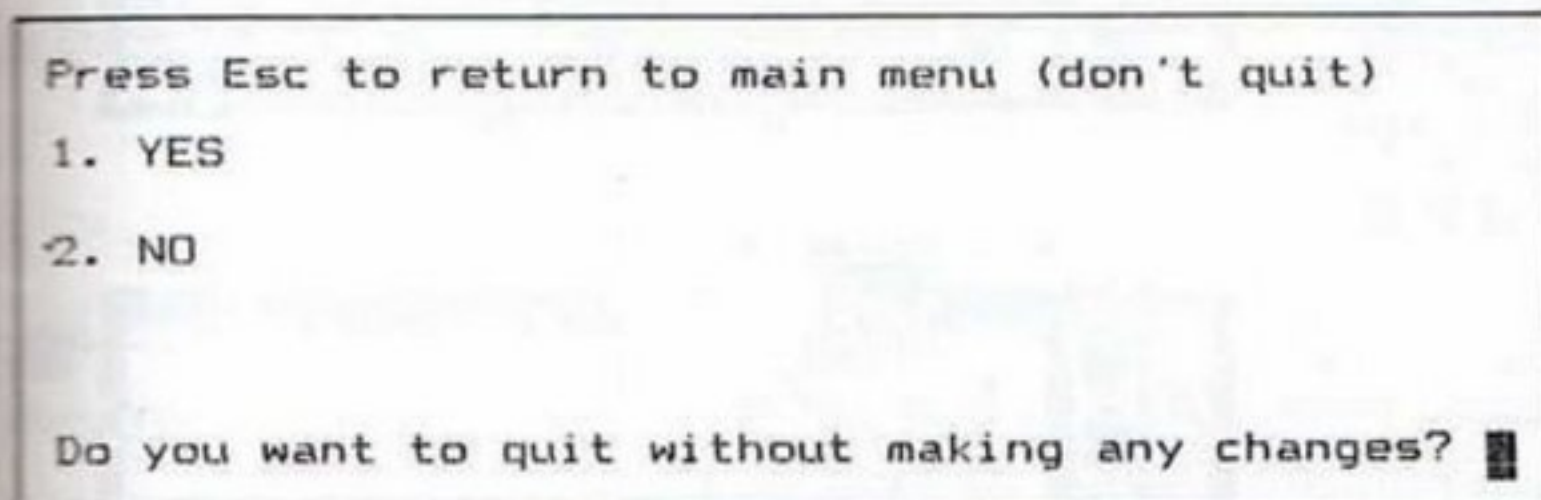 Press Esc to return to main menu (don't quit)
1. YES
2. NO
Do you want to quit without making any changes?